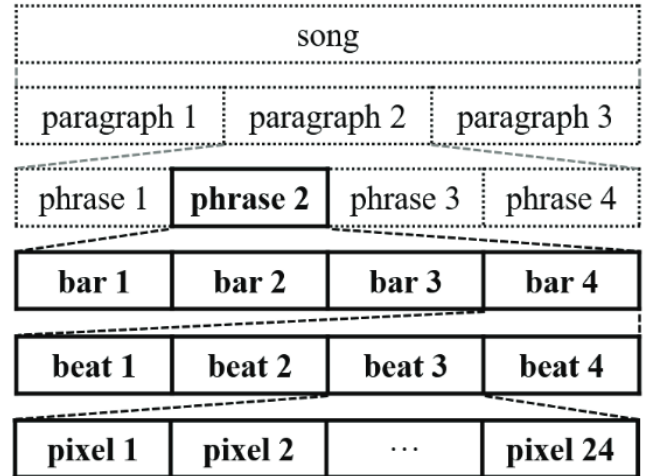 song
paragraph 1 paragraph 2 paragraph 3
phrase 1 phrase 2 phrase 3 phrase 4
bar 1 bar 2 bar 3 bar 4
beat 1 beat 2 beat 3 beat 4
pixel 1 pixel 2 ··· pixel 24